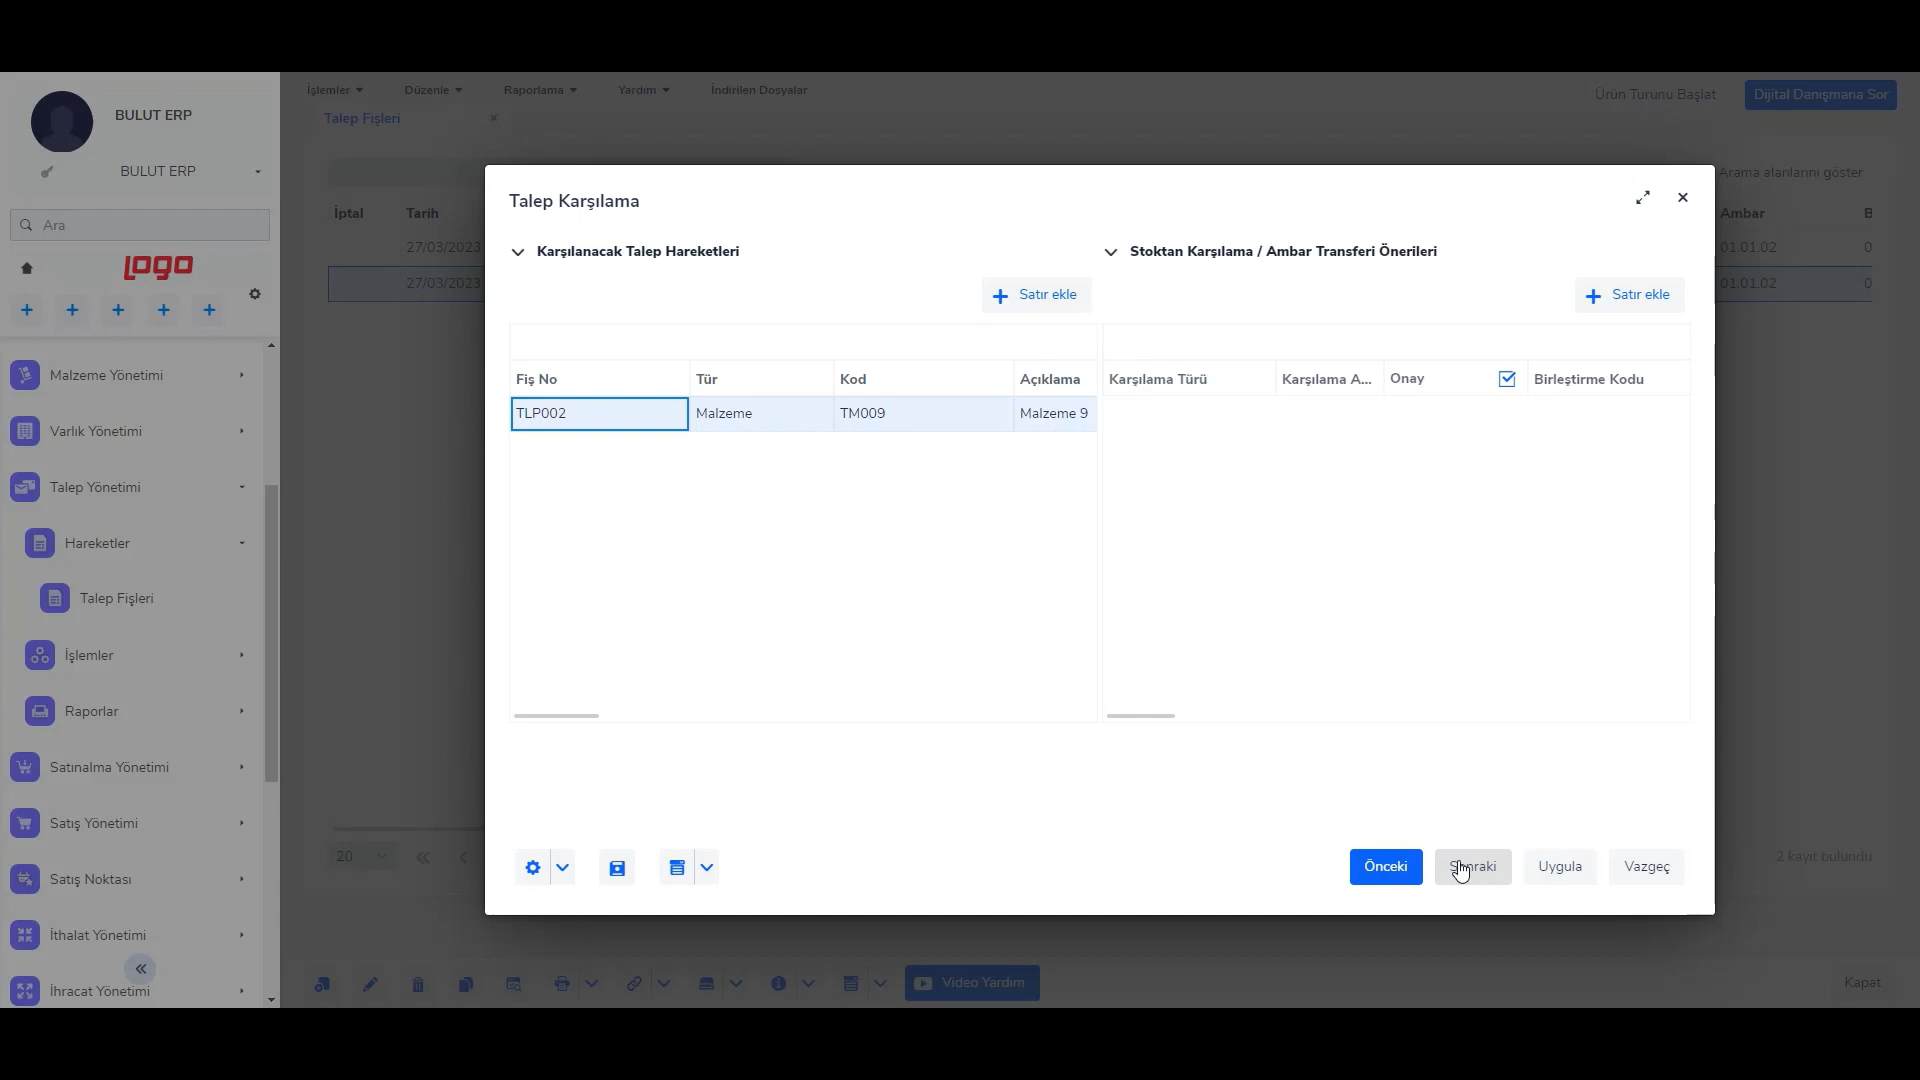 BULUT ERP
BULUT ERP
Ara
LOGO
Malzeme Yönetimi
Varlık Yönetimi
Talep Yönetimi
Hareketler
Talep Fişleri
İşlemler
Raporlar
Satınalma Yönetimi
Satış Yönetimi
Satış Noktası
İthalat Yönetimi
İhracat Yönetimi
İşlemler Düzenle Raporlama Yardım İndirilen Dosyalar
Ürün Turunu Başlat Dijital Danışmana Sor
Talep Fişleri
Arama alanlarını göster
İptal Tarih Ambar B
27/03/2023 01.01.02 0
27/03/2023 01.01.02 0
Talep Karşılama
Karşılanacak Talep Hareketleri
Satır ekle
Fiş No Tür Kod Açıklama
TLP002 Malzeme TM009 Malzeme 9
Stoktan Karşılama / Ambar Transferi Önerileri
Satır ekle
Karşılama Türü Karşılama A... Onay Birleştirme Kodu
Önceki Sonraki Uygula Vazgeç
20
2 kayıt bulundu
Video Yardım
Kapat